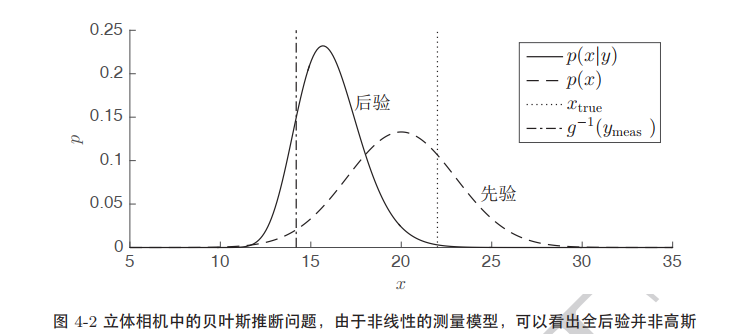 0.25
0.2
0.15
0.1
0.05
0
p
5
10
15
20
25
30
35
x
后验
先验
p(x|y)
p(x)
x_true
g⁻¹(y_meas )
图 4-2 立体相机中的贝叶斯推断问题，由于非线性的测量模型，可以看出全后验并非高斯